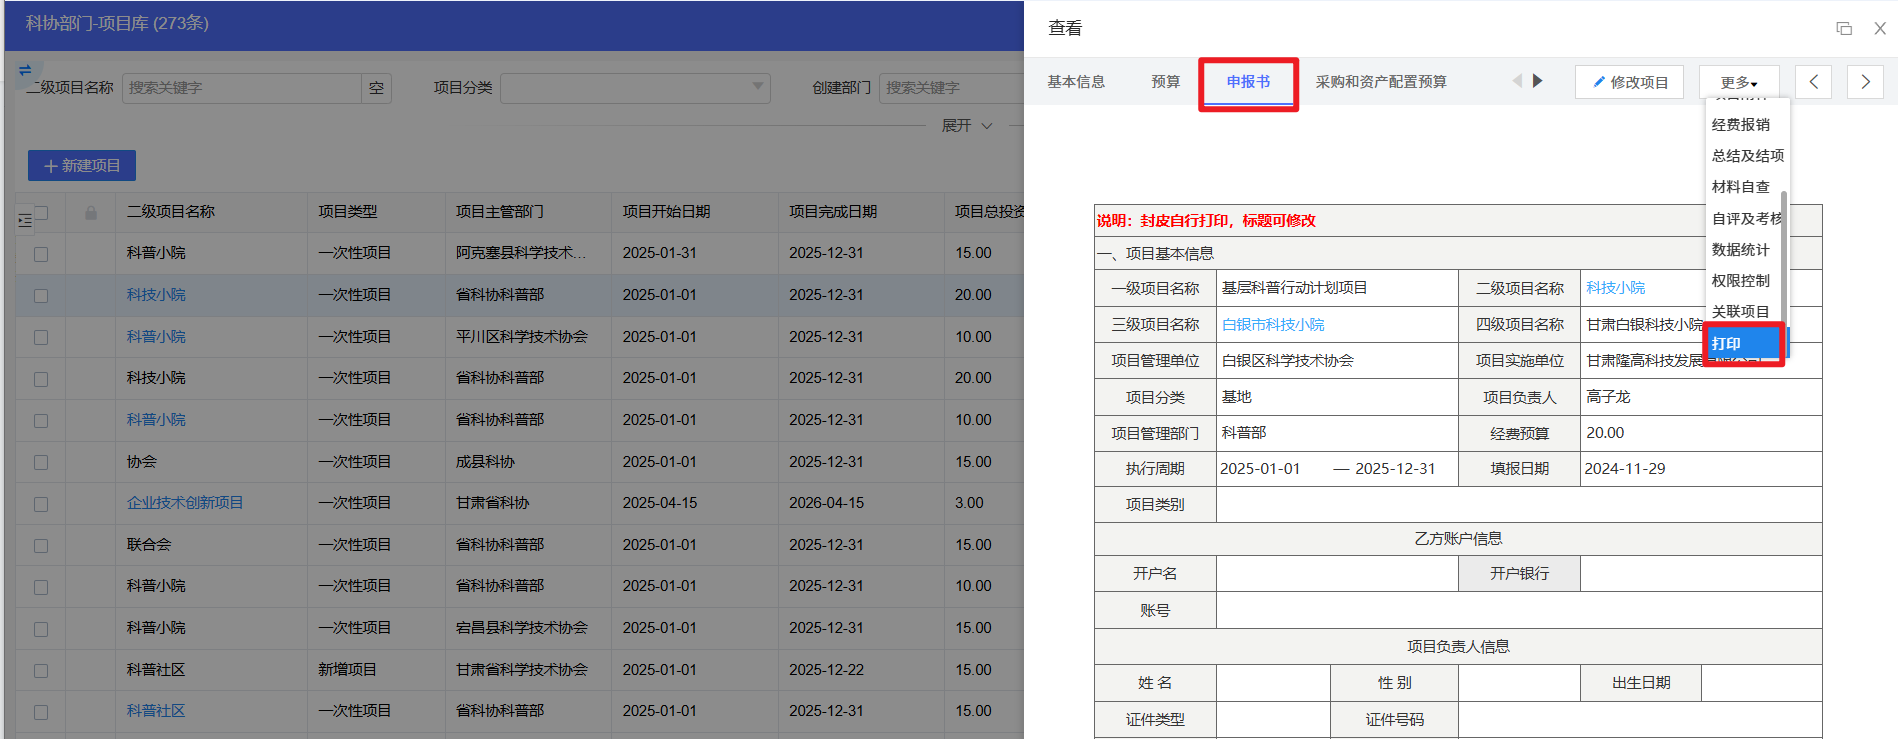 科协部门-项目库 (273条)
二级项目名称 搜索关键字 空 项目分类 创建部门 搜索关键字
展开
新建项目
二级项目名称 项目类型 项目主管部门 项目开始日期 项目完成日期 项目总投资
科普小院 一次性项目 阿克塞县科学技术... 2025-01-31 2025-12-31 15.00
科技小院 一次性项目 省科协科普部 2025-01-01 2025-12-31 20.00
科普小院 一次性项目 平川区科学技术协会 2025-01-01 2025-12-31 10.00
科技小院 一次性项目 省科协科普部 2025-01-01 2025-12-31 20.00
科普小院 一次性项目 省科协科普部 2025-01-01 2025-12-31 10.00
协会 一次性项目 成县科协 2025-01-01 2025-12-31 15.00
企业技术创新项目 一次性项目 甘肃省科协 2025-04-15 2026-04-15 3.00
联合会 一次性项目 省科协科普部 2025-01-01 2025-12-31 15.00
科普小院 一次性项目 省科协科普部 2025-01-01 2025-12-31 10.00
科普小院 一次性项目 宕昌县科学技术协会 2025-01-01 2025-12-31 15.00
科普社区 新增项目 甘肃省科学技术协会 2025-01-01 2025-12-22 15.00
科普社区 一次性项目 省科协科普部 2025-01-01 2025-12-31 15.00
查看
基本信息 预算 申报书 采购和资产配置预算 修改项目 更多
经费报销
总结及结项
材料自查
自评及考核
数据统计
权限控制
关联项目
打印
说明：封皮自行打印，标题可修改
一、项目基本信息
一级项目名称 基层科普行动计划项目 二级项目名称 科技小院
三级项目名称 白银市科技小院 四级项目名称 甘肃白银科技小院
项目管理单位 白银区科学技术协会 项目实施单位 甘肃隆高科技发展
项目分类 基地 项目负责人 高子龙
项目管理部门 科普部 经费预算 20.00
执行周期 2025-01-01 — 2025-12-31 填报日期 2024-11-29
项目类别
乙方账户信息
开户名 开户银行
账号
项目负责人信息
姓 名 性 别 出生日期
证件类型 证件号码